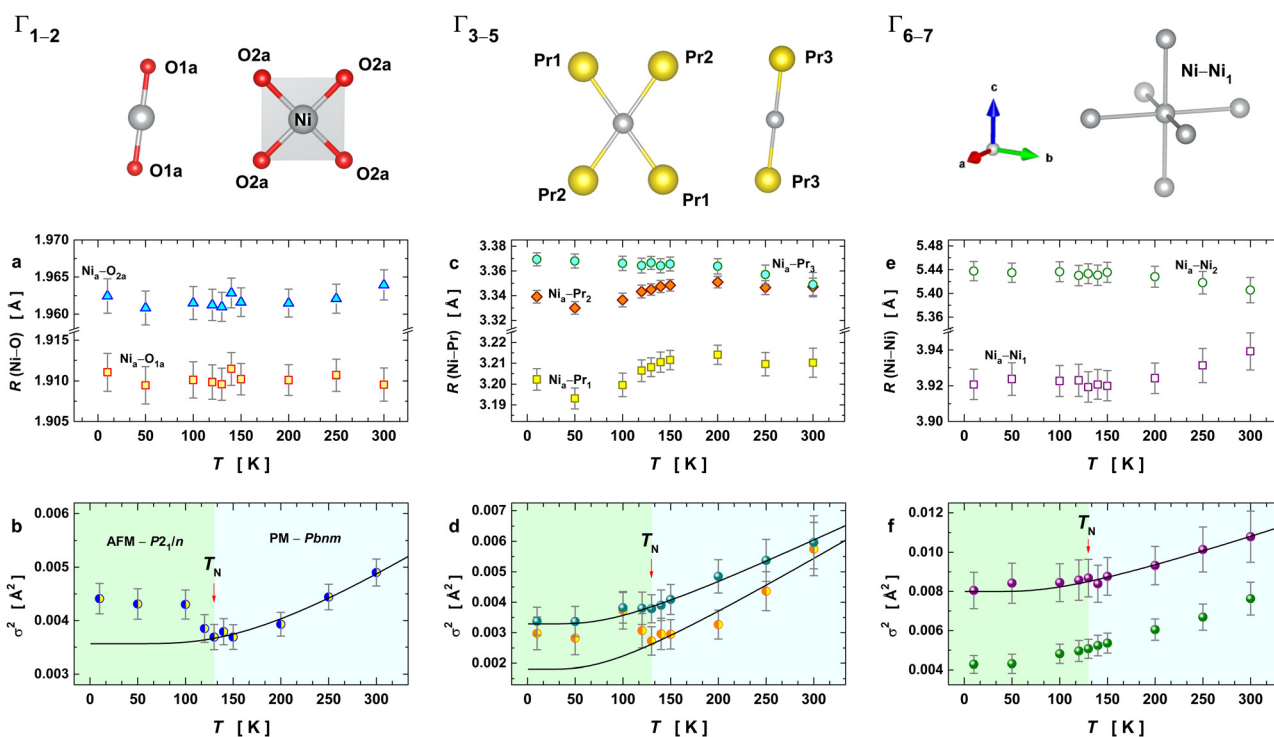 Γ1–2
O1a
O1a
O2a
O2a
Ni
O2a
O2a
Γ3–5
Pr1
Pr2
Pr2
Pr1
Pr3
Pr3
Γ6–7
c
a
b
Ni–Ni1
a
Nia–O2a
Nia–O1a
R (Ni–O) [ Å ]
1.970
1.965
1.960
1.915
1.910
1.905
0 50 100 150 200 250 300
T [ K ]
c
Nia–Pr3
Nia–Pr2
Nia–Pr1
R (Ni–Pr) [ Å ]
3.38
3.36
3.34
3.32
3.21
3.20
3.19
0 50 100 150 200 250 300
T [ K ]
e
Nia–Ni2
Nia–Ni1
R (Ni–Ni) [ Å ]
5.48
5.44
5.40
5.36
3.94
3.92
3.90
0 50 100 150 200 250 300
T [ K ]
b
AFM – P21/n
PM – Pbnm
TN
σ2 [ Å2 ]
0.006
0.005
0.004
0.003
0 50 100 150 200 250 300
T [ K ]
d
TN
σ2 [ Å2 ]
0.007
0.006
0.005
0.004
0.003
0.002
0 50 100 150 200 250 300
T [ K ]
f
TN
σ2 [ Å2 ]
0.012
0.010
0.008
0.006
0.004
0 50 100 150 200 250 300
T [ K ]